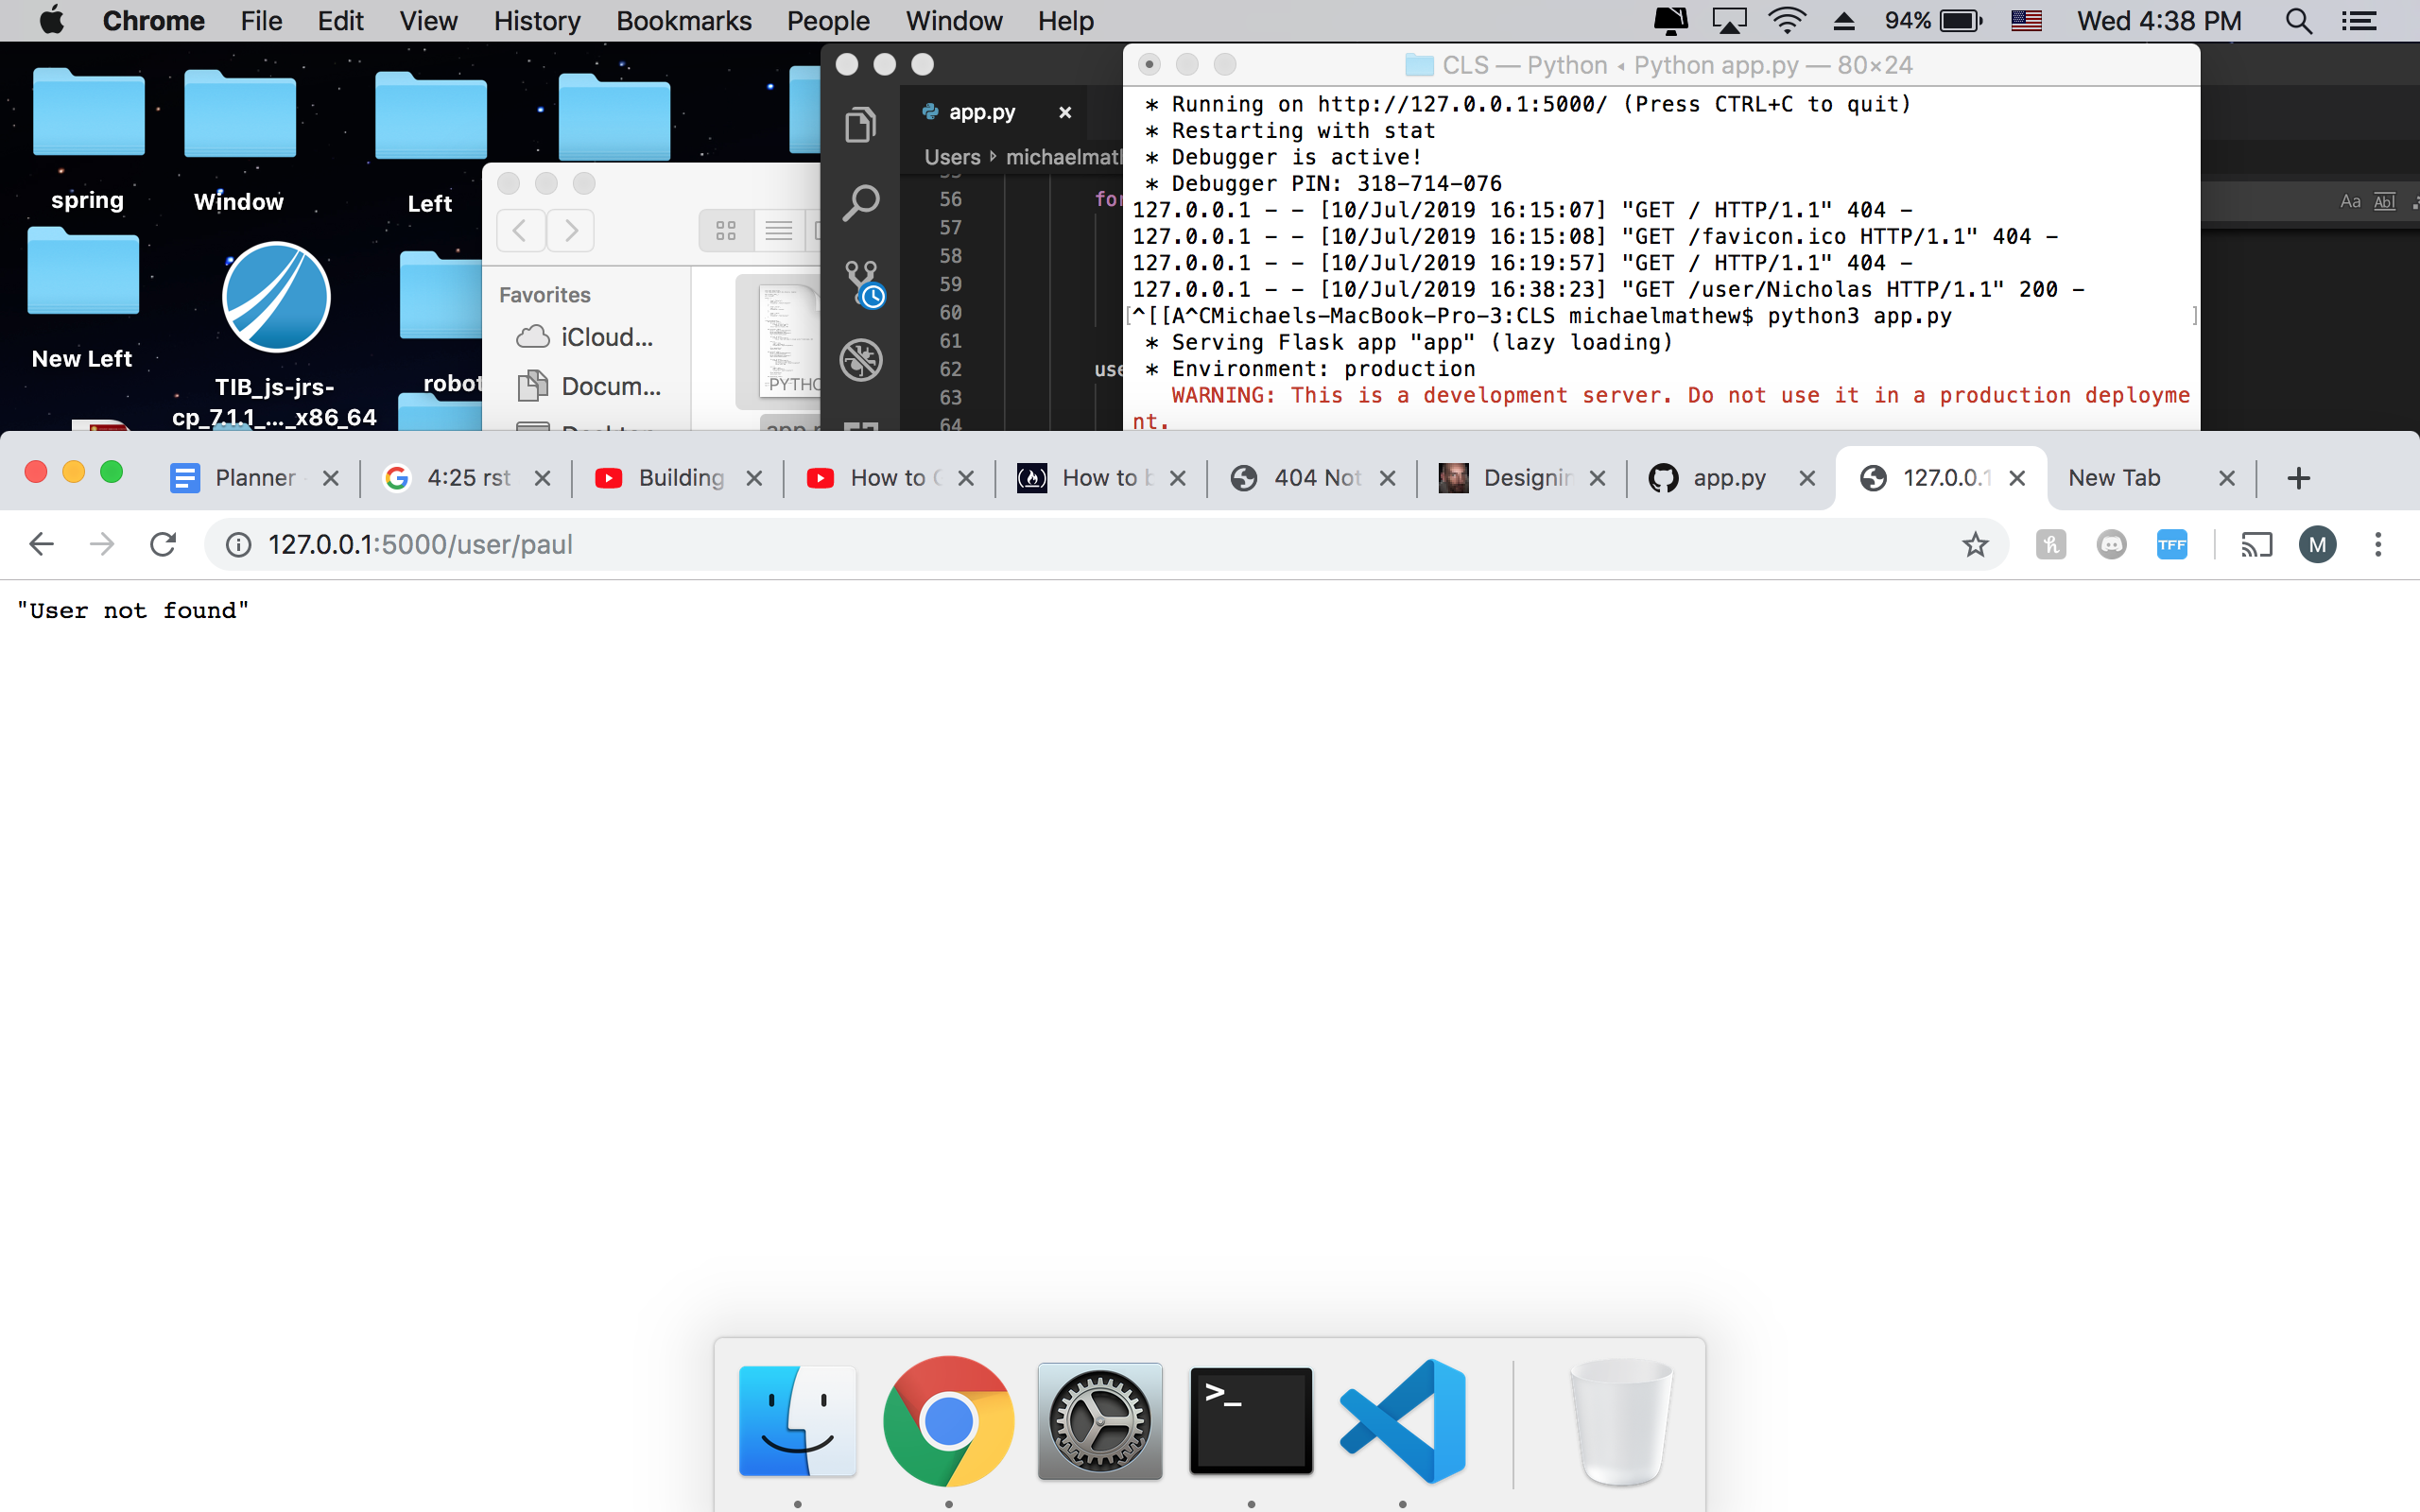 Chrome File Edit View History Bookmarks People Window Help 94% Wed 4:38 PM
spring
Window
Left
New Left
TIB_js-jrs-
cp_7.1.1_..._x86_64
robot
Favorites
iCloud...
Docum...
PYTHO
app.py
Users michaelmath
56 for
57
58
59
60
61
62 use
63
64
Aa Abl
CLS — Python ◂ Python app.py — 80×24
* Running on http://127.0.0.1:5000/ (Press CTRL+C to quit)
* Restarting with stat
* Debugger is active!
* Debugger PIN: 318-714-076
127.0.0.1 - - [10/Jul/2019 16:15:07] "GET / HTTP/1.1" 404 -
127.0.0.1 - - [10/Jul/2019 16:15:08] "GET /favicon.ico HTTP/1.1" 404 -
127.0.0.1 - - [10/Jul/2019 16:19:57] "GET / HTTP/1.1" 404 -
127.0.0.1 - - [10/Jul/2019 16:38:23] "GET /user/Nicholas HTTP/1.1" 200 -
[^[[A^CMichaels-MacBook-Pro-3:CLS michaelmathew$ python3 app.py ]
* Serving Flask app "app" (lazy loading)
* Environment: production
WARNING: This is a development server. Do not use it in a production deployme
nt.
Planner 4:25 rst Building How to How to b 404 Not Designin app.py 127.0.0.1 New Tab
127.0.0.1:5000/user/paul TFF M
"User not found"
>_